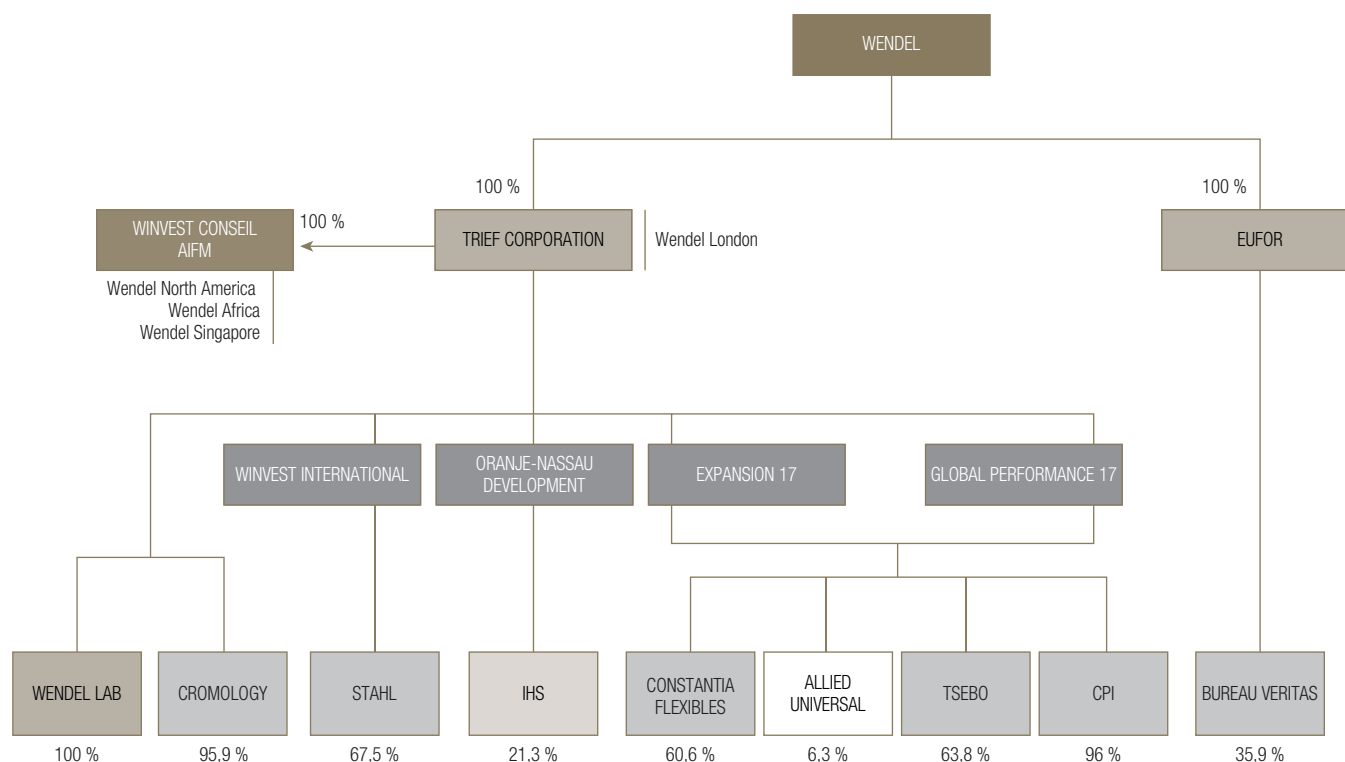 WENDEL
100 %
100 %
WINVEST CONSEIL
AIFM
100 %
TRIEF CORPORATION
Wendel London
EUFOR
Wendel North America
Wendel Africa
Wendel Singapore
WINVEST INTERNATIONAL
ORANJE-NASSAU
DEVELOPMENT
EXPANSION 17
GLOBAL PERFORMANCE 17
WENDEL LAB
CROMOLOGY
STAHL
IHS
CONSTANTIA
FLEXIBLES
ALLIED
UNIVERSAL
TSEBO
CPI
BUREAU VERITAS
100 %
95,9 %
67,5 %
21,3 %
60,6 %
6,3 %
63,8 %
96 %
35,9 %